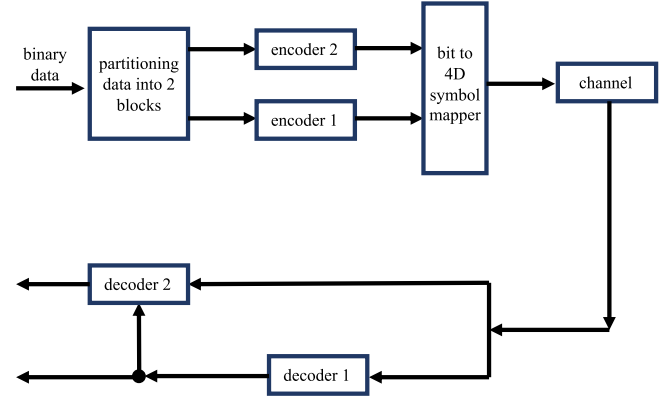 binary
data
partitioning
data into 2
blocks
encoder 2
encoder 1
bit to
4D
symbol
mapper
channel
decoder 2
decoder 1